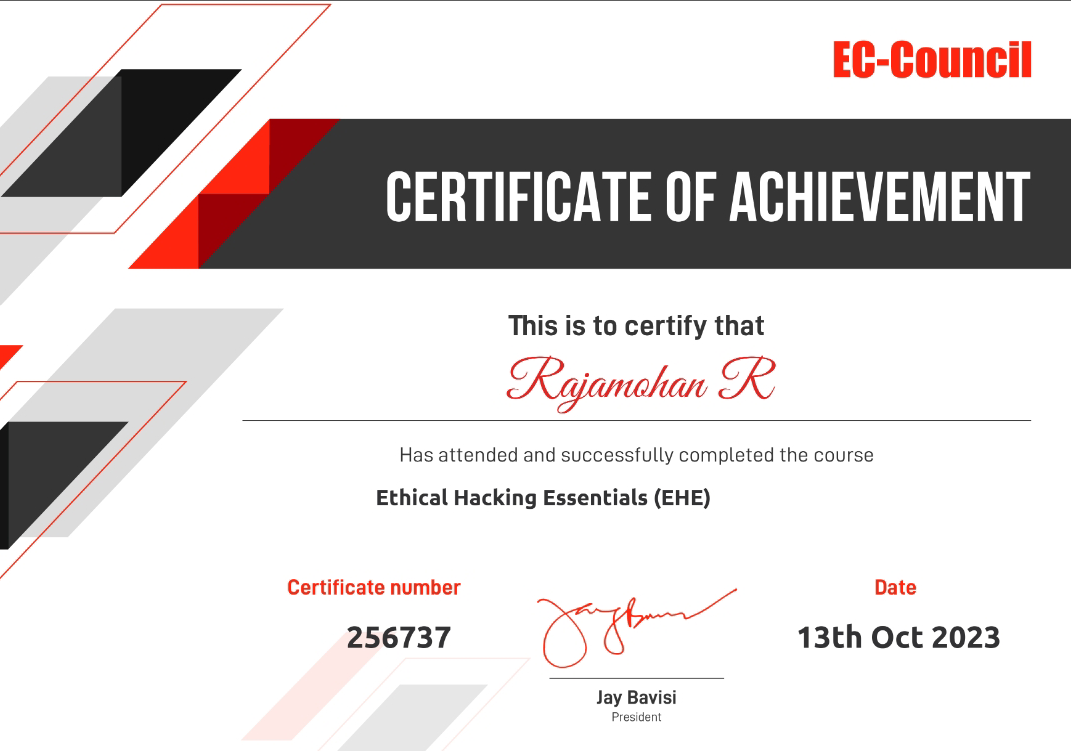 EC-Council
CERTIFICATE OF ACHIEVEMENT
This is to certify that
Rajamohan R
Has attended and successfully completed the course
Ethical Hacking Essentials (EHE)
Certificate number
256737
Date
13th Oct 2023
Jay Bavisi
President